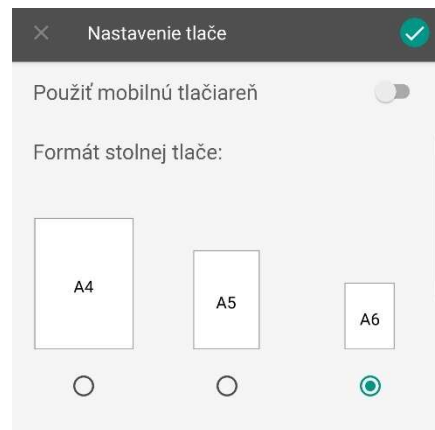 Nastavenie tlače
Použiť mobilnú tlačiareň
Formát stolnej tlače:
A4
A5
A6